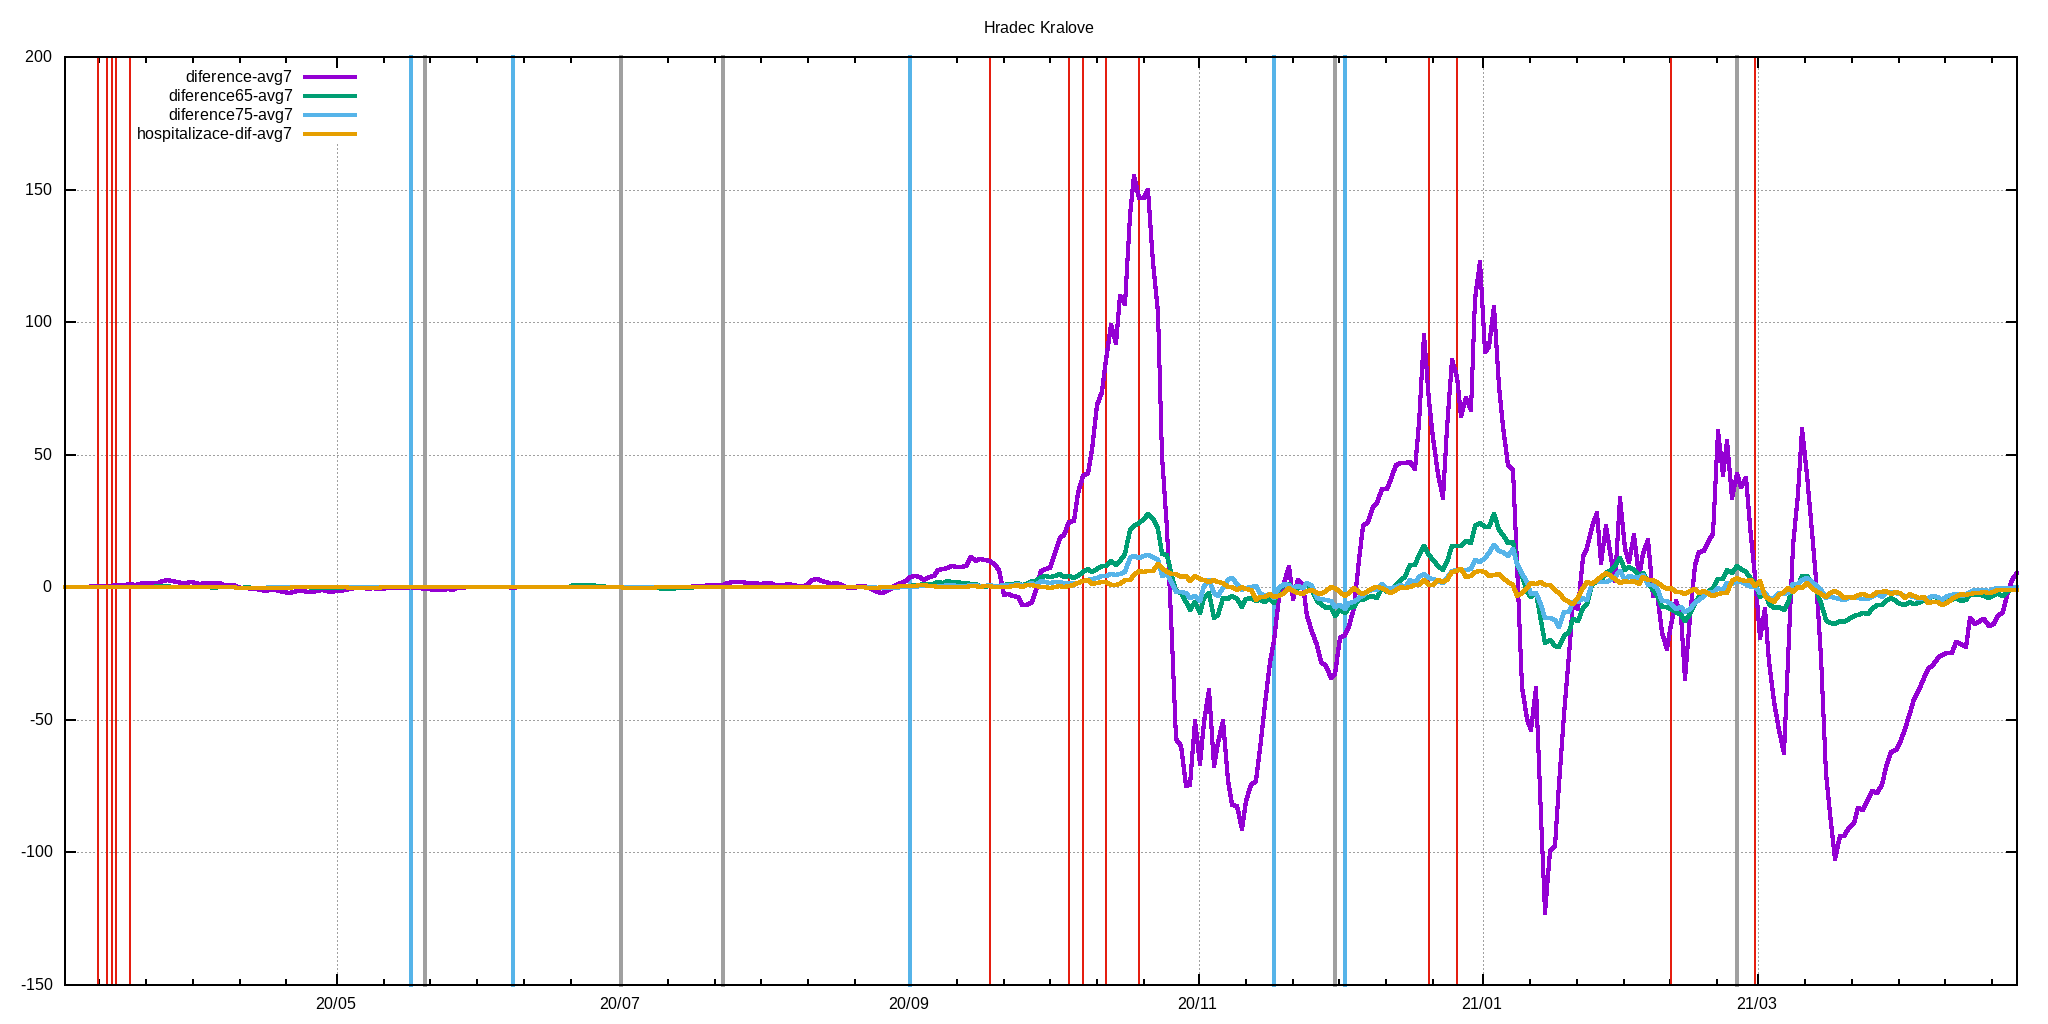 Hradec Kralove
200
150
100
50
0
-50
-100
-150
diference-avg7
diference65-avg7
diference75-avg7
hospitalizace-dif-avg7
20/05
20/07
20/09
20/11
21/01
21/03